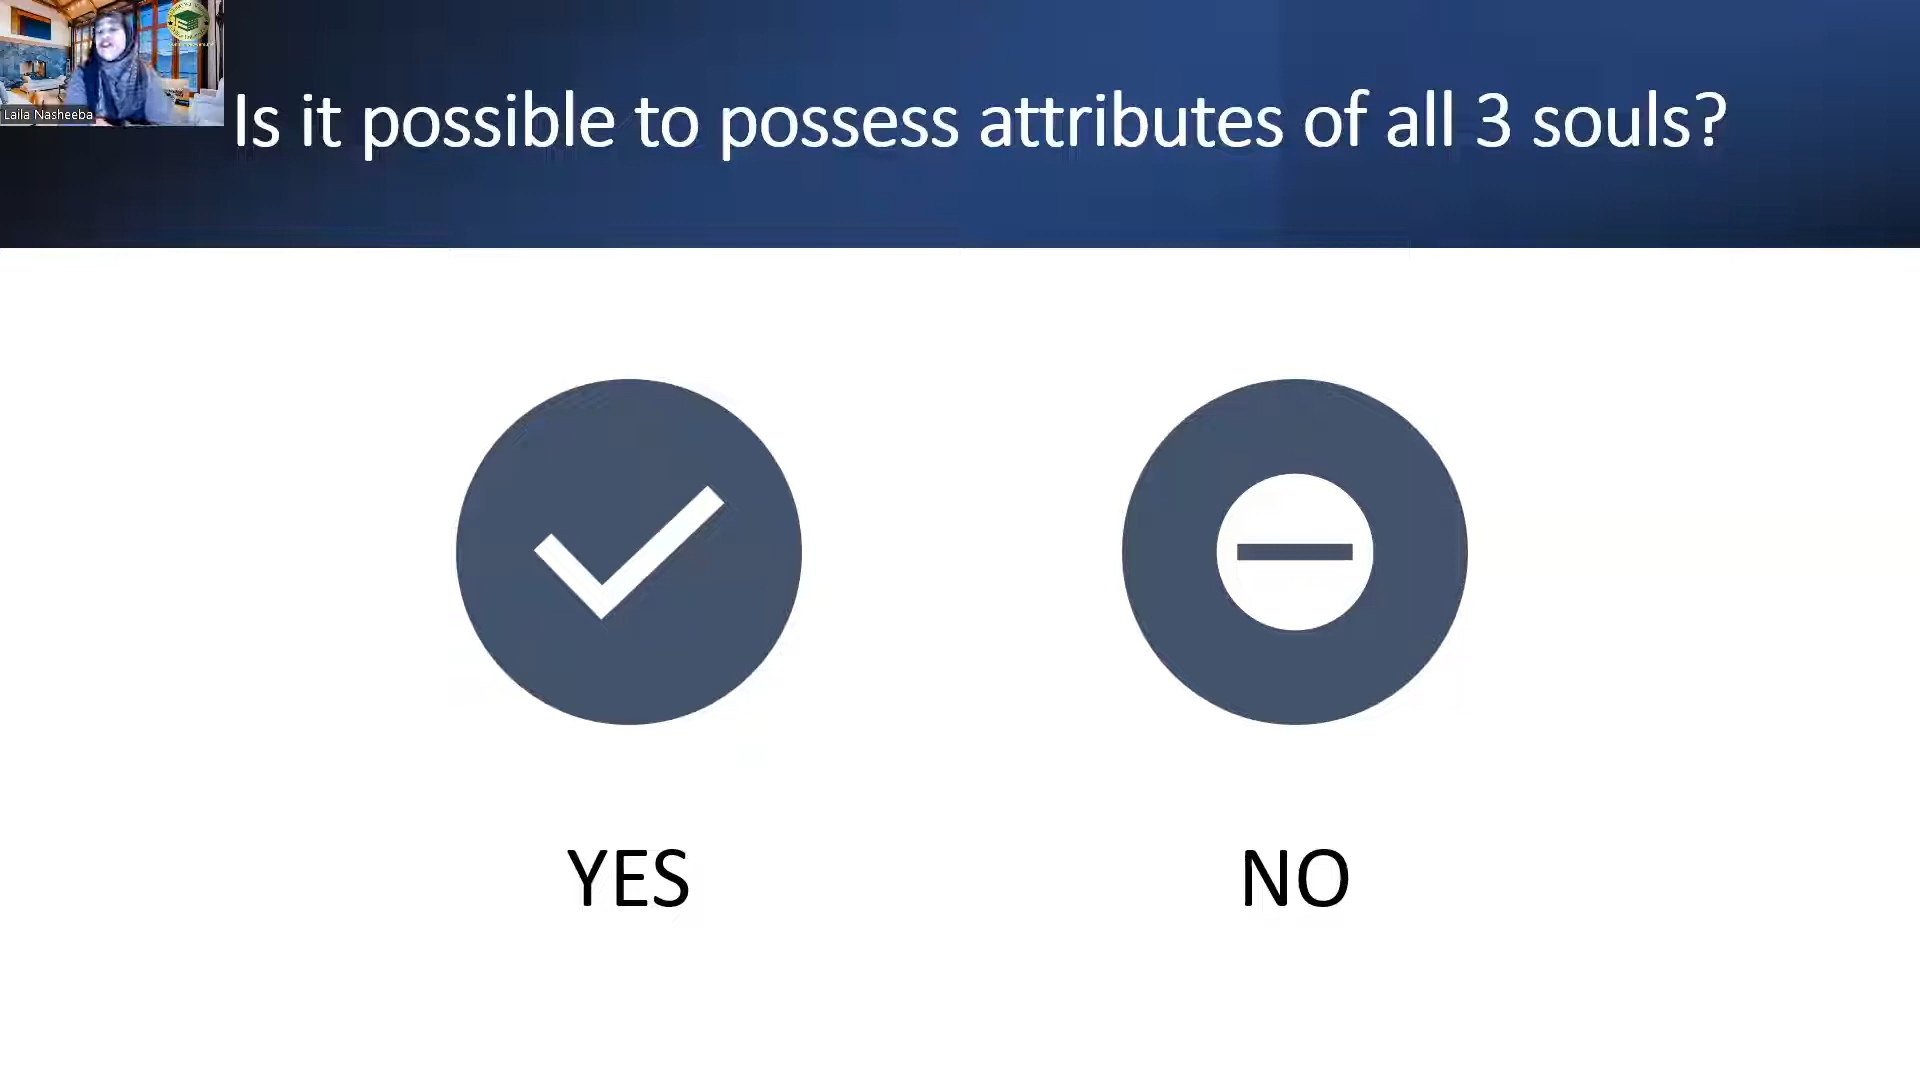 Laila Nasheeba
Is it possible to possess attributes of all 3 souls?
YES
NO